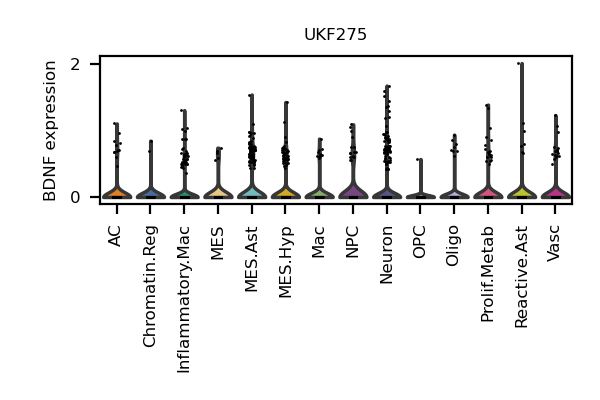 UKF275
BDNF expression
2
0
AC
Chromatin.Reg
Inflammatory.Mac
MES
MES.Ast
MES.Hyp
Mac
NPC
Neuron
OPC
Oligo
Prolif.Metab
Reactive.Ast
Vasc